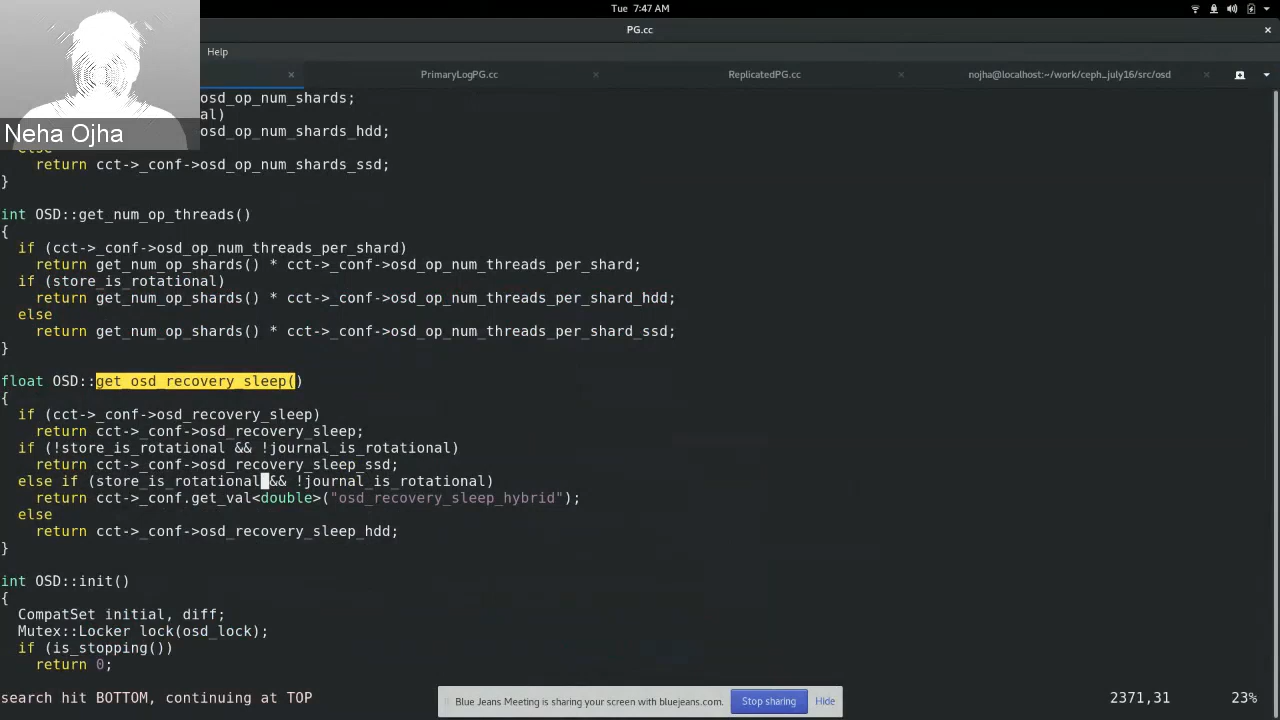 Tue 7:47 AM
PG.cc
Help
PrimaryLogPG.cc
ReplicatedPG.cc
nojha@localhost:~/work/ceph_july16/src/osd
Neha Ojha
osd_op_num_shards;
al)
osd_op_num_shards_hdd;
else
return cct->_conf->osd_op_num_shards_ssd;
}
int OSD::get_num_op_threads()
{
if (cct->_conf->osd_op_num_threads_per_shard)
return get_num_op_shards() * cct->_conf->osd_op_num_threads_per_shard;
if (store_is_rotational)
return get_num_op_shards() * cct->_conf->osd_op_num_threads_per_shard_hdd;
else
return get_num_op_shards() * cct->_conf->osd_op_num_threads_per_shard_ssd;
}
float OSD::get_osd_recovery_sleep()
{
if (cct->_conf->osd_recovery_sleep)
return cct->_conf->osd_recovery_sleep;
if (!store_is_rotational && !journal_is_rotational)
return cct->_conf->osd_recovery_sleep_ssd;
else if (store_is_rotational && !journal_is_rotational)
return cct->_conf.get_val<double>("osd_recovery_sleep_hybrid");
else
return cct->_conf->osd_recovery_sleep_hdd;
}
int OSD::init()
{
CompatSet initial, diff;
Mutex::Locker lock(osd_lock);
if (is_stopping())
return 0;
search hit BOTTOM, continuing at TOP
Blue Jeans Meeting is sharing your screen with bluejeans.com.
Stop sharing
Hide
2371,31
23%